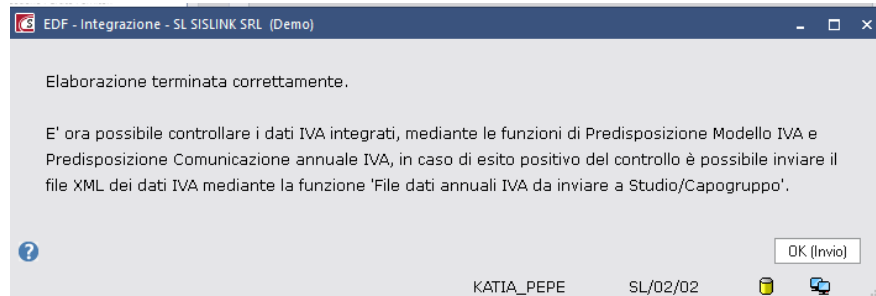 EDF - Integrazione - SL SISLINK SRL (Demo)
Elaborazione terminata correttamente.
E' ora possibile controllare i dati IVA integrati, mediante le funzioni di Predisposizione Modello IVA e
Predisposizione Comunicazione annuale IVA, in caso di esito positivo del controllo è possibile inviare il
file XML dei dati IVA mediante la funzione 'File dati annuali IVA da inviare a Studio/Capogruppo'.
OK (Invio)
KATIA_PEPE SL/02/02